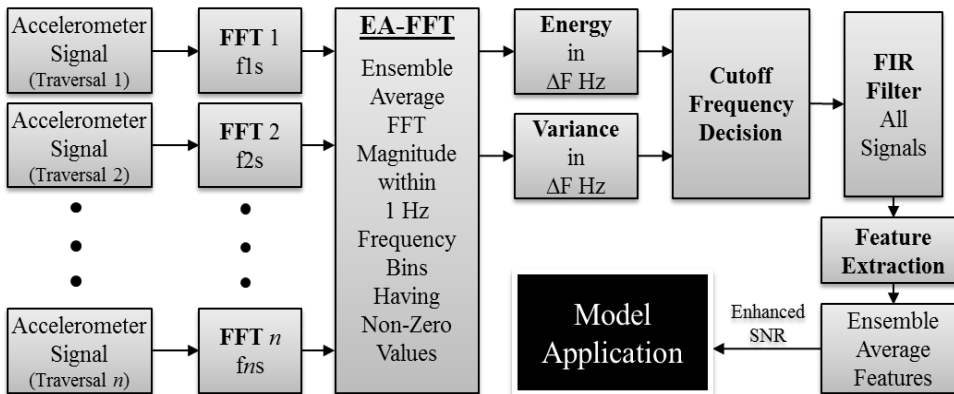 Accelerometer
Signal
(Traversal 1)
FFT 1
f1s
Accelerometer
Signal
(Traversal 2)
FFT 2
f2s
Accelerometer
Signal
(Traversal n)
FFT n
fns
EA-FFT
Ensemble
Average
FFT
Magnitude
within
1 Hz
Frequency
Bins
Having
Non-Zero
Values
Energy
in
ΔF Hz
Variance
in
ΔF Hz
Cutoff
Frequency
Decision
FIR
Filter
All
Signals
Feature
Extraction
Ensemble
Average
Features
Enhanced
SNR
Model
Application